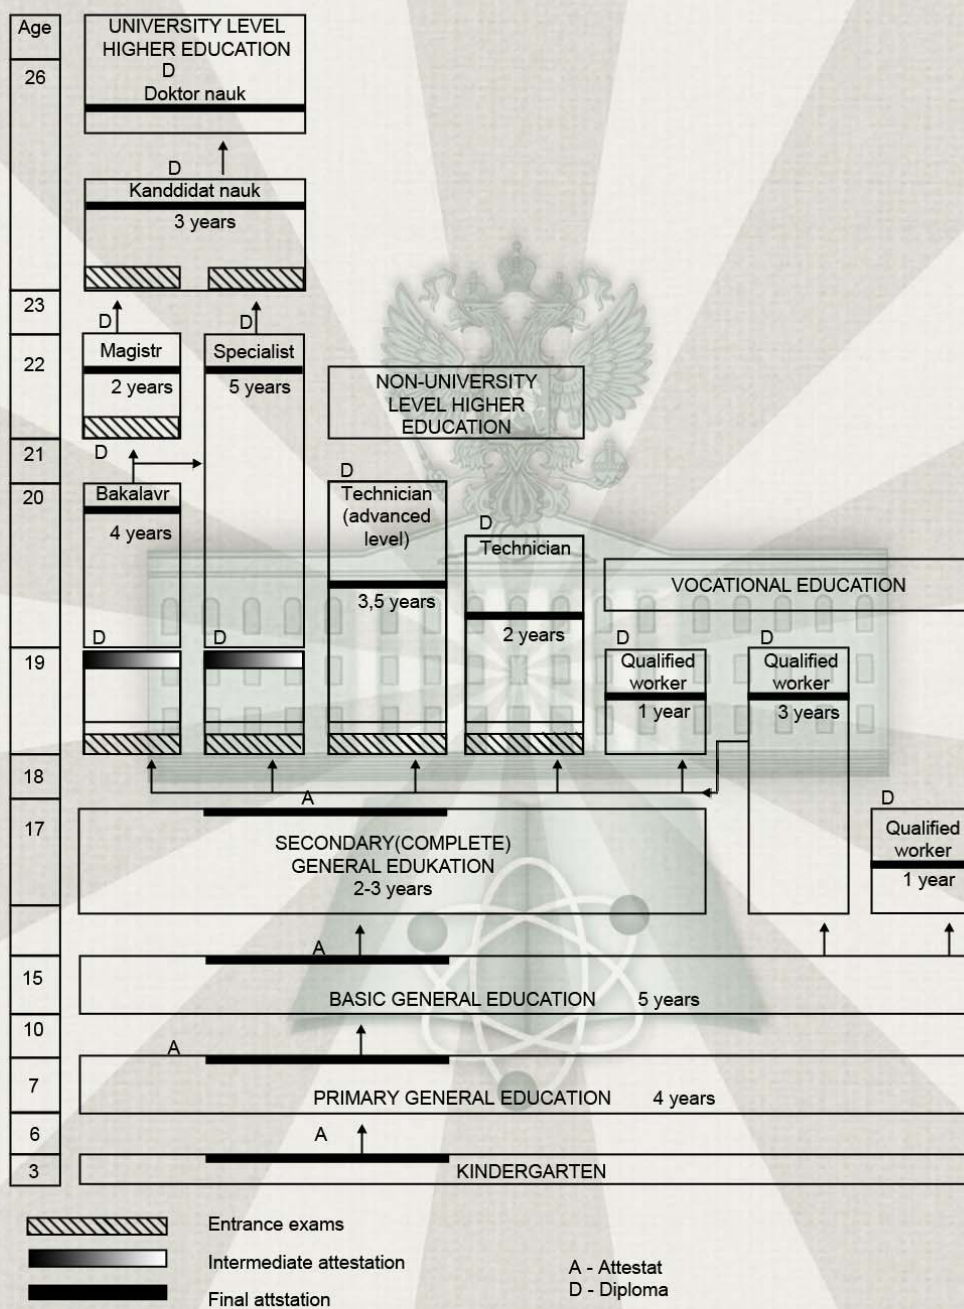 Age
UNIVERSITY LEVEL
HIGHER EDUCATION
D
Doktor nauk
26
D
Kanddidat nauk
3 years
23
D
D
22
Magistr
Specialist
2 years
5 years
NON-UNIVERSITY
LEVEL HIGHER
EDUCATION
21
D
20
Bakalavr
4 years
D
Technician
(advanced
level)
3,5 years
D
Technician
2 years
VOCATIONAL EDUCATION
19
D
D
D
Qualified
worker
1 year
D
Qualified
worker
3 years
18
17
A
SECONDARY(COMPLETE)
GENERAL EDUKATION
2-3 years
D
Qualified
worker
1 year
15
A
BASIC GENERAL EDUCATION 5 years
10
A
7
PRIMARY GENERAL EDUCATION 4 years
6
A
3
KINDERGARTEN
Entrance exams
Intermediate attestation
Final attstation
A - Attestat
D - Diploma